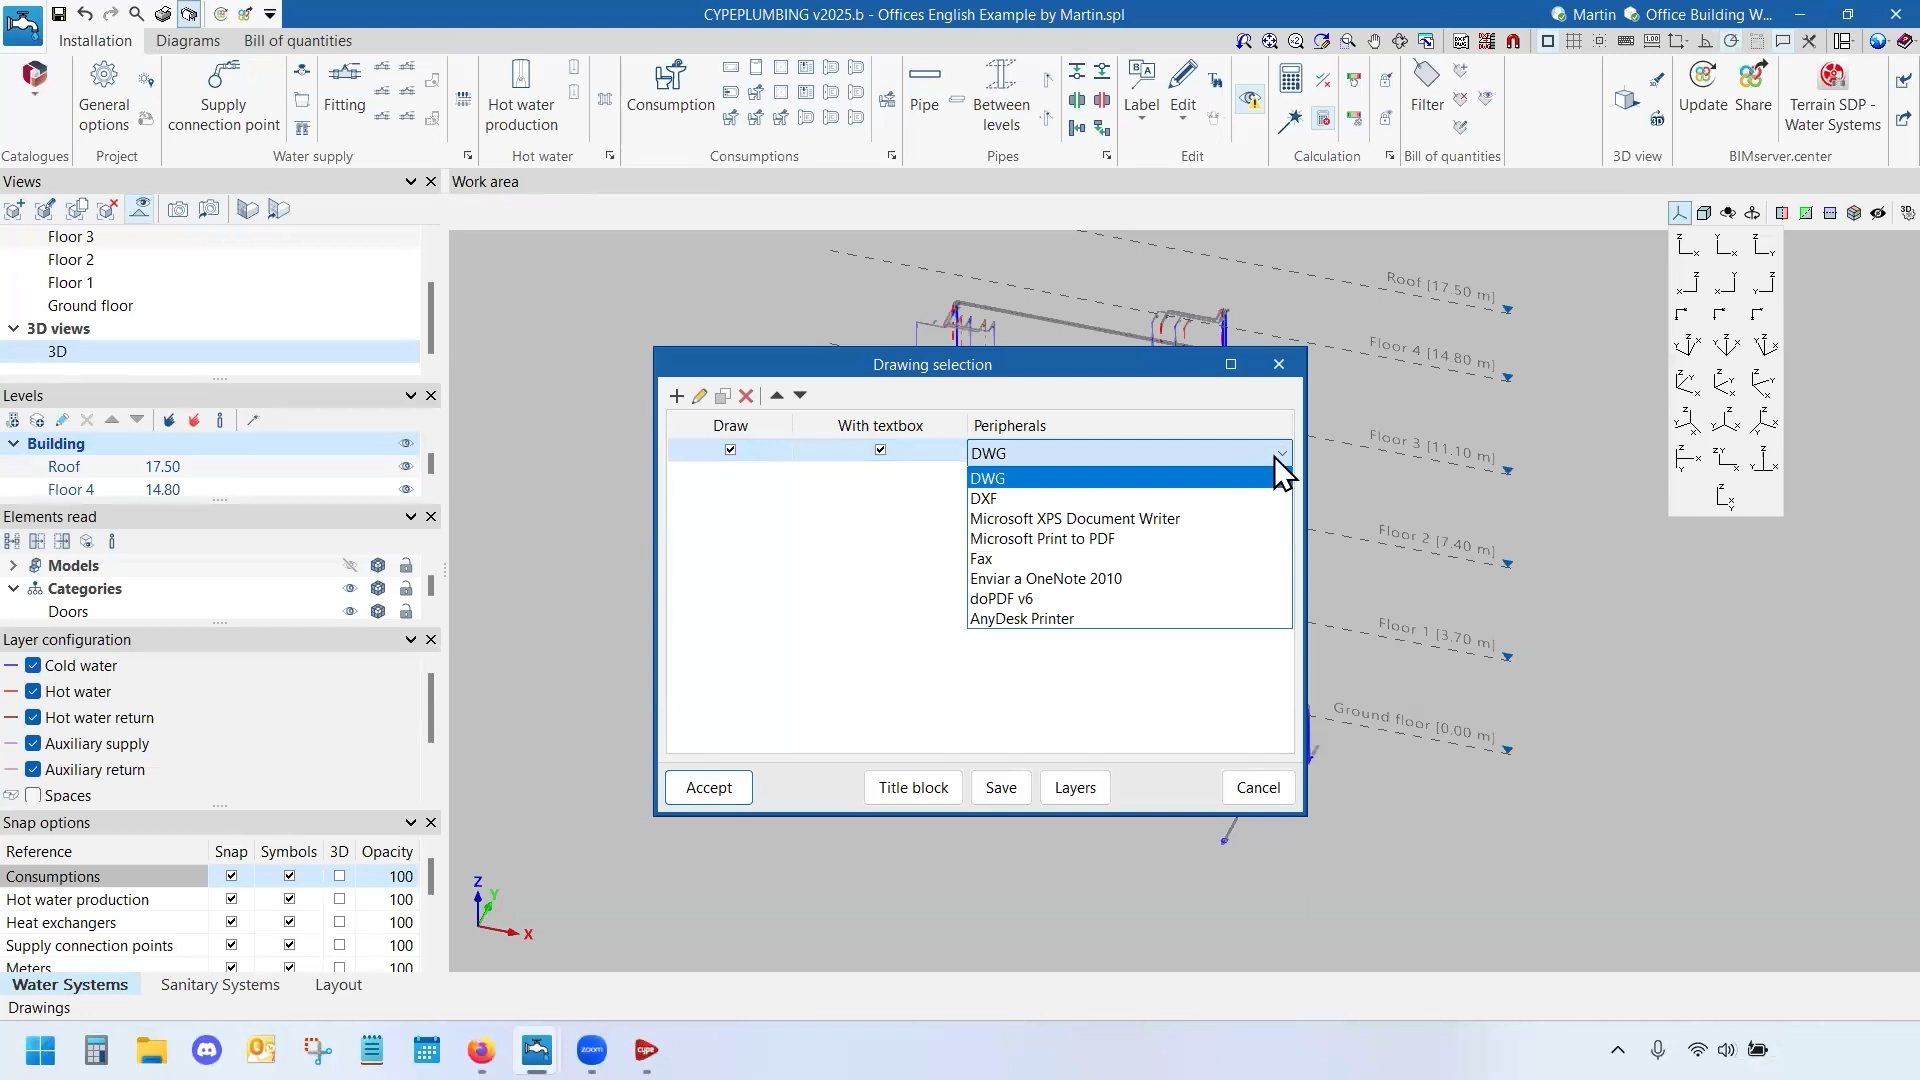 CYPEPLUMBING v2025.b - Offices English Example by Martin.spl
Martin
Office Building W...
Installation
Diagrams
Bill of quantities
General options
Supply connection point
Fitting
Hot water production
Consumption
Pipe
Between levels
Label
Edit
Filter
Update
Share
Terrain SDP - Water Systems
Catalogues
Project
Water supply
Hot water
Consumptions
Pipes
Edit
Calculation
Bill of quantities
3D view
BIMserver.center
Views
Work area
Floor 3
Floor 2
Floor 1
Ground floor
3D views
3D
Levels
Building
Roof 17.50
Floor 4 14.80
Elements read
Models
Categories
Doors
Layer configuration
Cold water
Hot water
Hot water return
Auxiliary supply
Auxiliary return
Spaces
Snap options
Reference Snap Symbols 3D Opacity
Consumptions 100
Hot water production 100
Heat exchangers 100
Supply connection points 100
Meters 100
Water Systems
Sanitary Systems
Layout
Drawings
Roof [17.50 m]
Floor 4 [14.80 m]
Floor 3 [11.10 m]
Floor 2 [7.40 m]
Floor 1 [3.70 m]
Ground floor [0.00 m]
Z
Y
X
Drawing selection
Draw
With textbox
Peripherals
DWG
DWG
DXF
Microsoft XPS Document Writer
Microsoft Print to PDF
Fax
Enviar a OneNote 2010
doPDF v6
AnyDesk Printer
Accept
Title block
Save
Layers
Cancel
zoom
cype